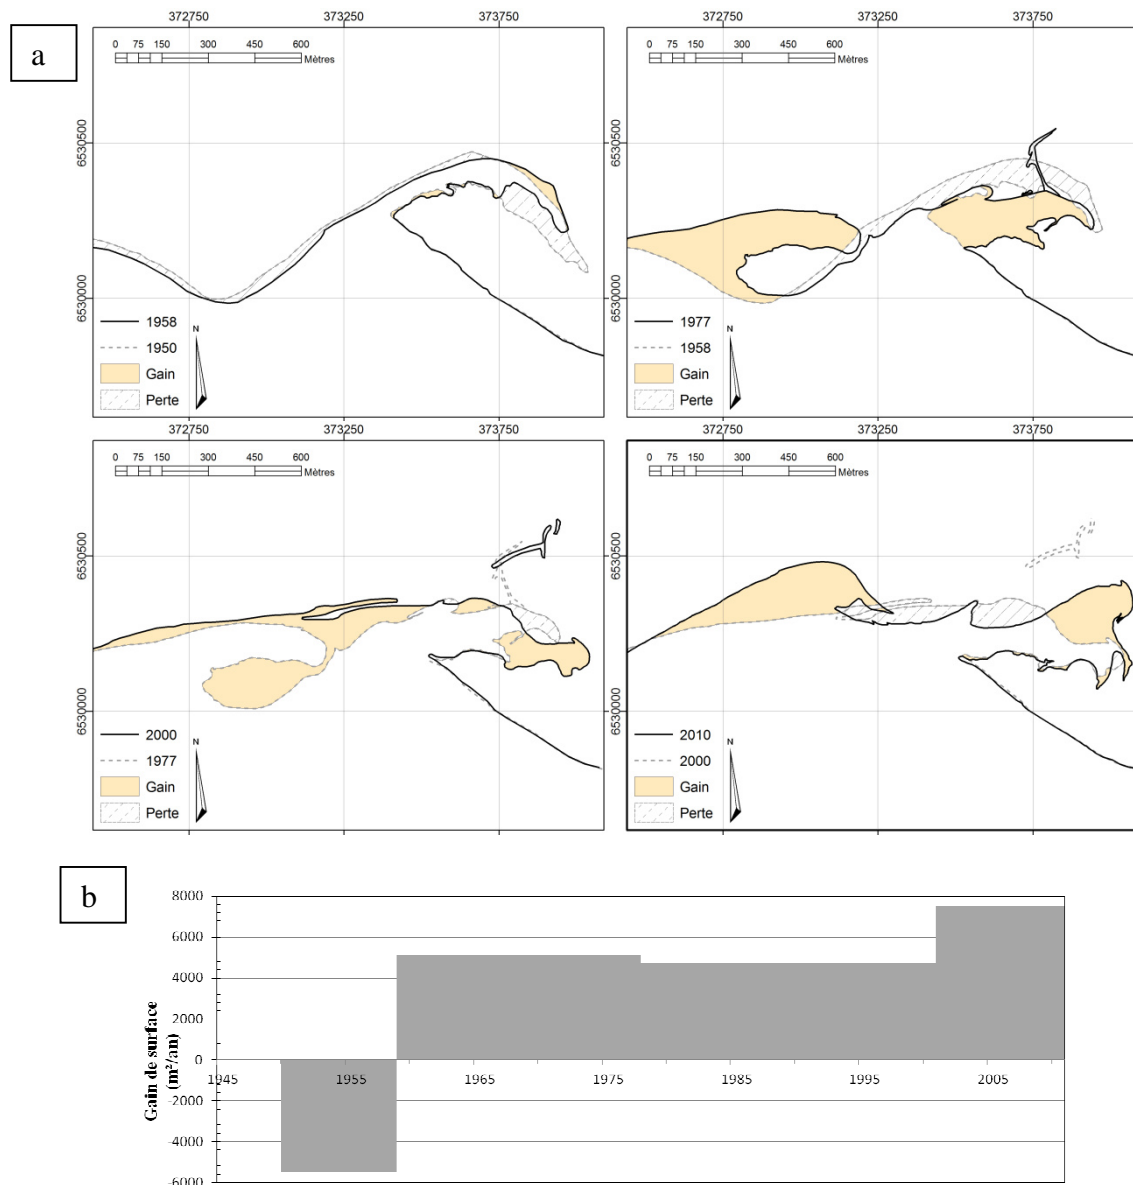 a
372750 373250 373750
0 75 150 300 450 600
Mètres
6530500
6530000
1958
1950
Gain
Perte
N
372750 373250 373750
0 75 150 300 450 600
Mètres
6530500
6530000
1977
1958
Gain
Perte
N
372750 373250 373750
0 75 150 300 450 600
Mètres
6530500
6530000
2000
1977
Gain
Perte
N
372750 373250 373750
0 75 150 300 450 600
Mètres
6530500
6530000
2010
2000
Gain
Perte
N
b
Gain de surface
(m²/an)
8000
6000
4000
2000
0
-2000
-4000
-6000
1945 1955 1965 1975 1985 1995 2005